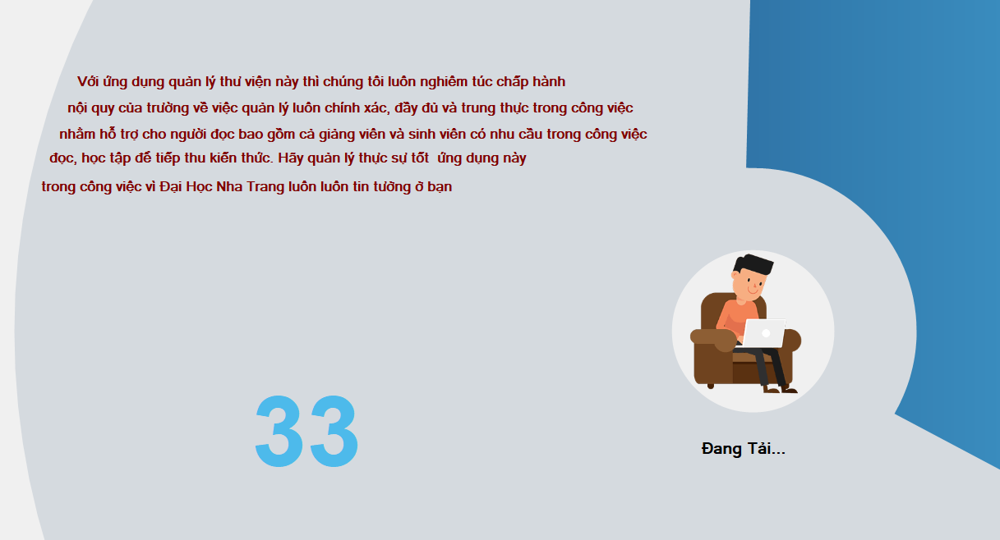 Với ứng dụng quản lý thư viện này thì chúng tôi luôn nghiêm túc chấp hành
nội quy của trường về việc quản lý luôn chính xác, đầy đủ và trung thực trong công việc
nhằm hỗ trợ cho người đọc bao gồm cả giảng viên và sinh viên có nhu cầu trong công việc
đọc, học tập để tiếp thu kiến thức. Hãy quản lý thực sự tốt ứng dụng này
trong công việc vì Đại Học Nha Trang luôn luôn tin tưởng ở bạn
33
Đang Tải...